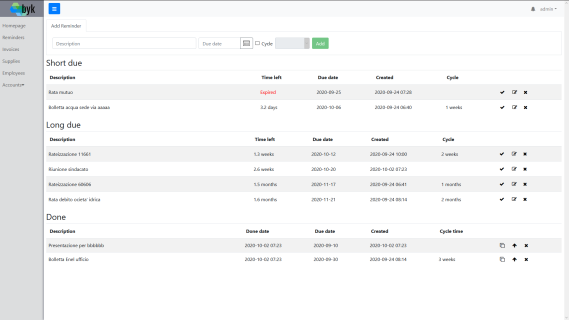 byk
admin
Homepage
Reminders
Invoices
Supplies
Employees
Accounts
Add Reminder
Description Due date Cycle Add
Short due
Description Time left Due date Created Cycle
Rata mutuo Expired 2020-09-25 2020-09-24 07:28
Bolletta acqua sede via aaaaa 3.2 days 2020-10-06 2020-09-24 06:40 1 weeks
Long due
Description Time left Due date Created Cycle
Rateizzazione 11661 1.3 weeks 2020-10-12 2020-09-24 10:00 2 weeks
Riunione sindacato 2.6 weeks 2020-10-20 2020-10-02 07:23
Rateizzazione 60606 1.5 months 2020-11-17 2020-09-24 06:41 1 months
Rata debito idrica 1.6 months 2020-11-21 2020-09-24 08:14 2 months
Done
Description Done date Due date Created Cycle time
Presentazione per bbbbbb 2020-10-02 07:23 2020-09-10 2020-10-02 07:23
Bolletta Enel ufficio 2020-10-02 07:23 2020-09-30 2020-09-24 08:14 3 weeks